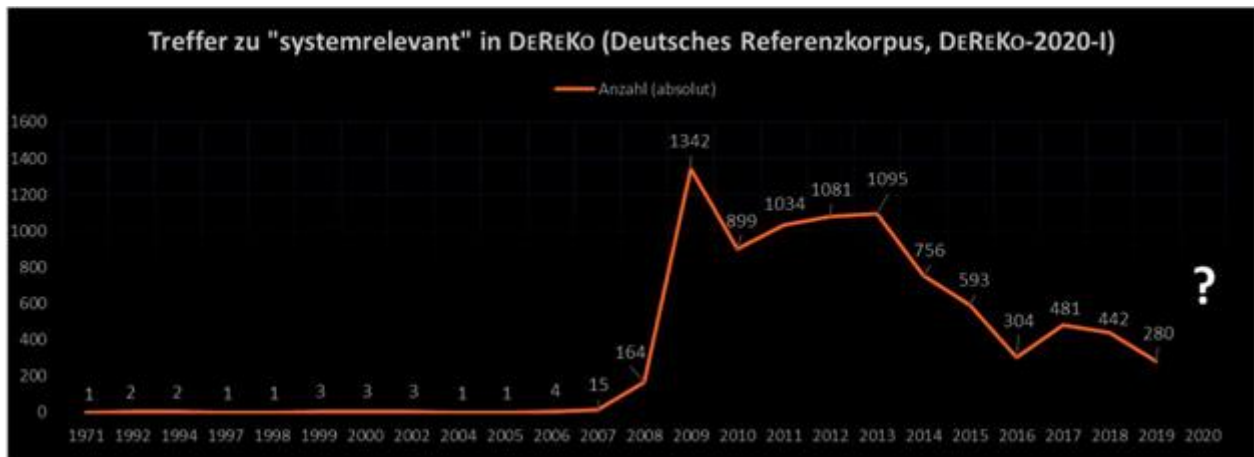 Treffer zu "systemrelevant" in DEREKO (Deutsches Referenzkorpus, DEREKO-2020-I)
Anzahl (absolut)
1600
1400
1200
1000
800
600
400
200
0
1 2 2 1 1 3 3 3 1 1 4 15 164 1342 899 1034 1081 1095 756 593 304 481 442 280 ?
1971 1992 1994 1997 1998 1999 2000 2002 2004 2005 2006 2007 2008 2009 2010 2011 2012 2013 2014 2015 2016 2017 2018 2019 2020